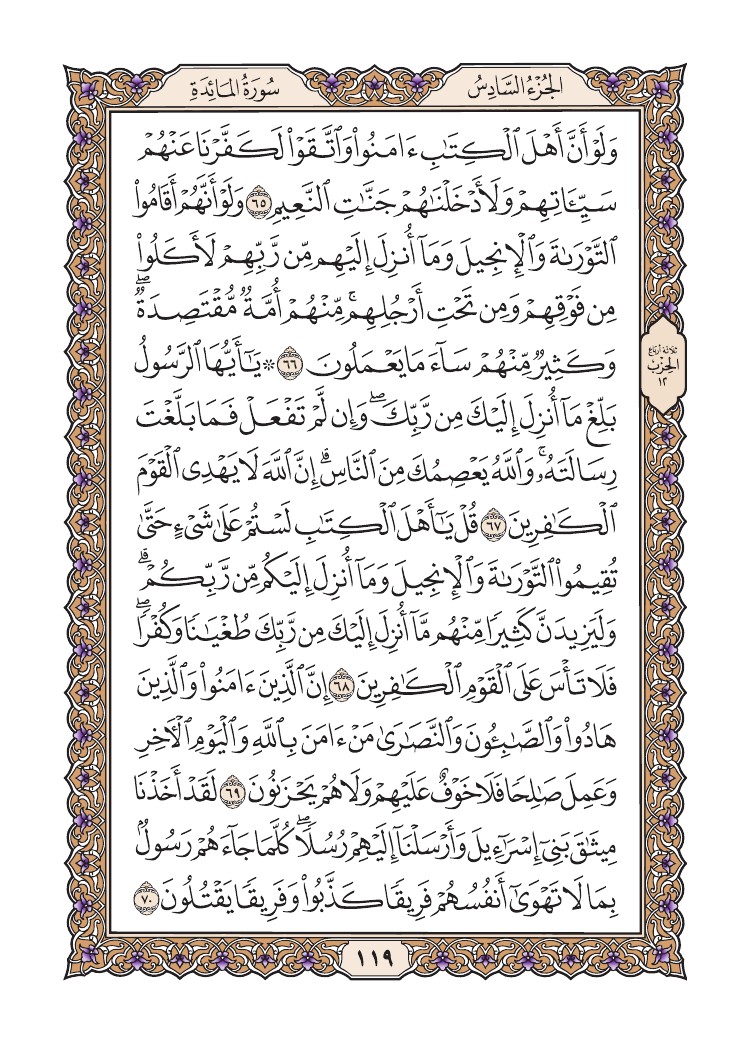 الجُزْءُ السَّادِسُ سُورَةُ المَائِدَةِ
وَلَوۡ أَنَّ أَهۡلَ ٱلۡكِتَٰبِ ءَامَنُواْ وَٱتَّقَوۡاْ لَكَفَّرۡنَا عَنۡهُمۡ
سَيِّـَٔاتِهِمۡ وَلَأَدۡخَلۡنَٰهُمۡ جَنَّٰتِ ٱلنَّعِيمِ ٦٥ وَلَوۡ أَنَّهُمۡ أَقَامُواْ
ٱلتَّوۡرَىٰةَ وَٱلۡإِنجِيلَ وَمَآ أُنزِلَ إِلَيۡهِم مِّن رَّبِّهِمۡ لَأَكَلُواْ
مِن فَوۡقِهِمۡ وَمِن تَحۡتِ أَرۡجُلِهِمۚ مِّنۡهُمۡ أُمَّةٞ مُّقۡتَصِدَةٞۖ
وَكَثِيرٞ مِّنۡهُمۡ سَآءَ مَا يَعۡمَلُونَ ٦٦ ۞ يَٰٓأَيُّهَا ٱلرَّسُولُ
ثلاثة أرباع
الحِزْب
١٢
بَلِّغۡ مَآ أُنزِلَ إِلَيۡكَ مِن رَّبِّكَۖ وَإِن لَّمۡ تَفۡعَلۡ فَمَا بَلَّغۡتَ
رِسَالَتَهُۥۚ وَٱللَّهُ يَعۡصِمُكَ مِنَ ٱلنَّاسِۗ إِنَّ ٱللَّهَ لَا يَهۡدِي ٱلۡقَوۡمَ
ٱلۡكَٰفِرِينَ ٦٧ قُلۡ يَٰٓأَهۡلَ ٱلۡكِتَٰبِ لَسۡتُمۡ عَلَىٰ شَيۡءٍ حَتَّىٰ
تُقِيمُواْ ٱلتَّوۡرَىٰةَ وَٱلۡإِنجِيلَ وَمَآ أُنزِلَ إِلَيۡكُم مِّن رَّبِّكُمۡۗ
وَلَيَزِيدَنَّ كَثِيرٗا مِّنۡهُم مَّآ أُنزِلَ إِلَيۡكَ مِن رَّبِّكَ طُغۡيَٰنٗا وَكُفۡرٗاۖ
فَلَا تَأۡسَ عَلَى ٱلۡقَوۡمِ ٱلۡكَٰفِرِينَ ٦٨ إِنَّ ٱلَّذِينَ ءَامَنُواْ وَٱلَّذِينَ
هَادُواْ وَٱلصَّٰبِـُٔونَ وَٱلنَّصَٰرَىٰ مَنۡ ءَامَنَ بِٱللَّهِ وَٱلۡيَوۡمِ ٱلۡأٓخِرِ
وَعَمِلَ صَٰلِحٗا فَلَا خَوۡفٌ عَلَيۡهِمۡ وَلَا هُمۡ يَحۡزَنُونَ ٦٩ لَقَدۡ أَخَذۡنَا
مِيثَٰقَ بَنِيٓ إِسۡرَٰٓءِيلَ وَأَرۡسَلۡنَآ إِلَيۡهِمۡ رُسُلٗاۖ كُلَّمَا جَآءَهُمۡ رَسُولُۢ
بِمَا لَا تَهۡوَىٰٓ أَنفُسُهُمۡ فَرِيقٗا كَذَّبُواْ وَفَرِيقٗا يَقۡتُلُونَ ٧٠
١١٩